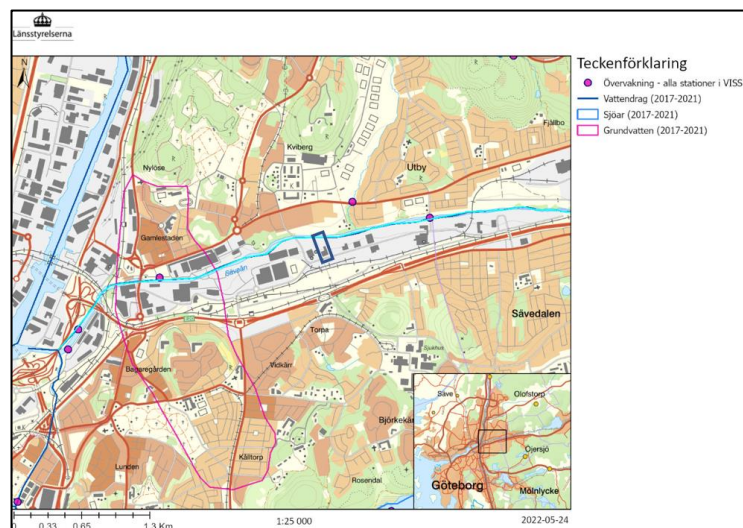 Länsstyrelserna
N
Teckenförklaring
Övervakning - alla stationer i VISS
Vattendrag (2017-2021)
Sjöar (2017-2021)
Grundvatten (2017-2021)
Fjällbo
Kviberg
Utby
Nylöse
Gamlestaden
Säveån
Sävedalen
Torpa
Sjukhus
Bagaregården
Vidkärr
Björkekärr
Kålltorp
Lunden
Rosendal
Säve
Olofstorp
Öjersjö
Göteborg
Mölnlycke
0 0.33 0.65 1.3 Km
1:25 000
2022-05-24